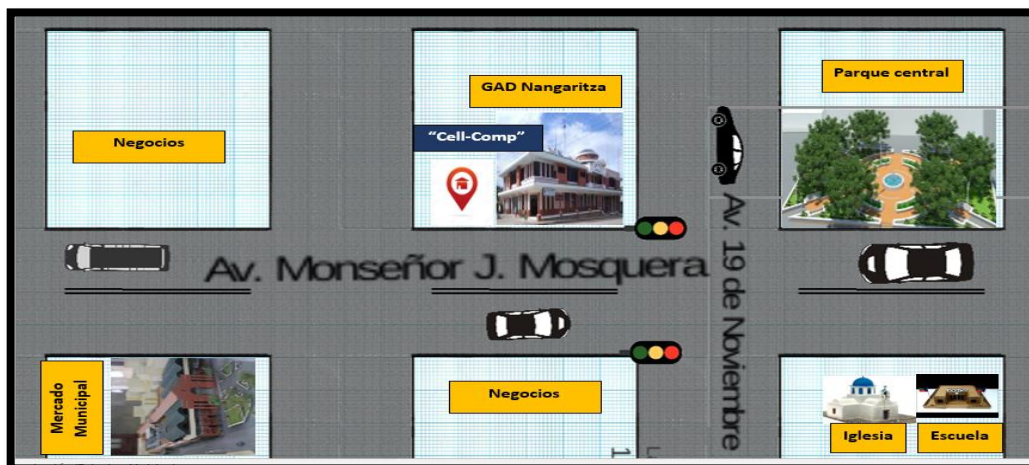 Parque central
GAD Nangaritza
“Cell-Comp”
Negocios
Av. Monseñor J. Mosquera
Av. 19 de Noviembre
Mercado
Municipal
Negocios
Iglesia
Escuela